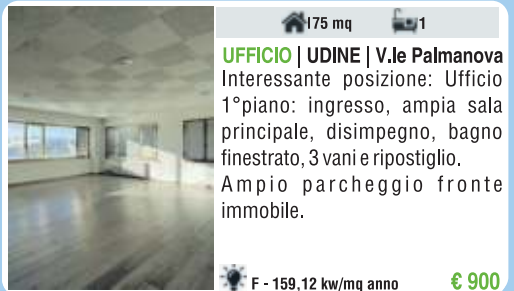 175 mq 1
UFFICIO | UDINE | V.le Palmanova
Interessante posizione: Ufficio
1°piano: ingresso, ampia sala
principale, disimpegno, bagno
finestrato, 3 vani e ripostiglio.
Ampio parcheggio fronte
immobile.
F - 159,12 kw/mq anno € 900